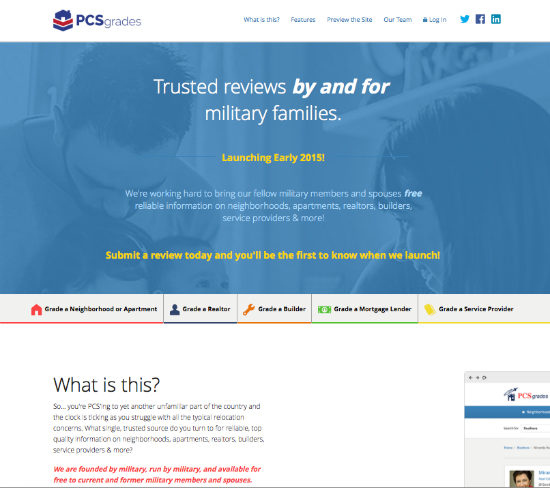 PCSgrades
What is this? Features Preview the Site Our Team Log In
Trusted reviews by and for
military families.
Launching Early 2015!
We're working hard to bring our fellow military members and spouses free
reliable information on neighborhoods, apartments, realtors, builders,
service providers & more!
Submit a review today and you'll be the first to know when we launch!
Grade a Neighborhood or Apartment Grade a Realtor Grade a Builder Grade a Mortgage Lender Grade a Service Provider
What is this?
So... you're PCS'ing to yet another unfamiliar part of the country and
the clock is ticking as you struggle with all the typical relocation
concerns. What single, trusted source do you turn to for reliable, top
quality information on neighborhoods, apartments, realtors, builders,
service providers & more?
We are founded by military, run by military, and available for
free to current and former military members and spouses.
PCSgrades